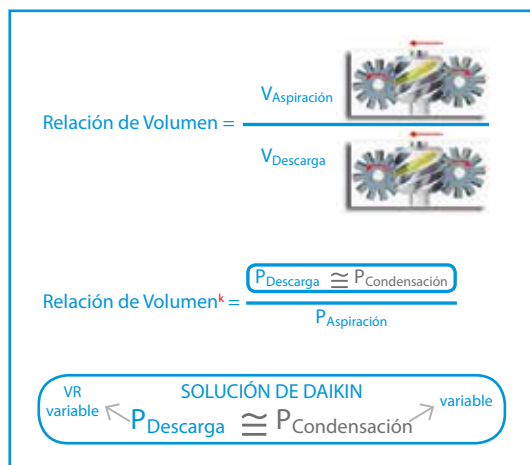 Relación de Volumen = V_Aspiración / V_Descarga
Relación de Volumen^k = P_Descarga ≅ P_Condensación / P_Aspiración
SOLUCIÓN DE DAIKIN
VR variable
P_Descarga ≅ P_Condensación
variable